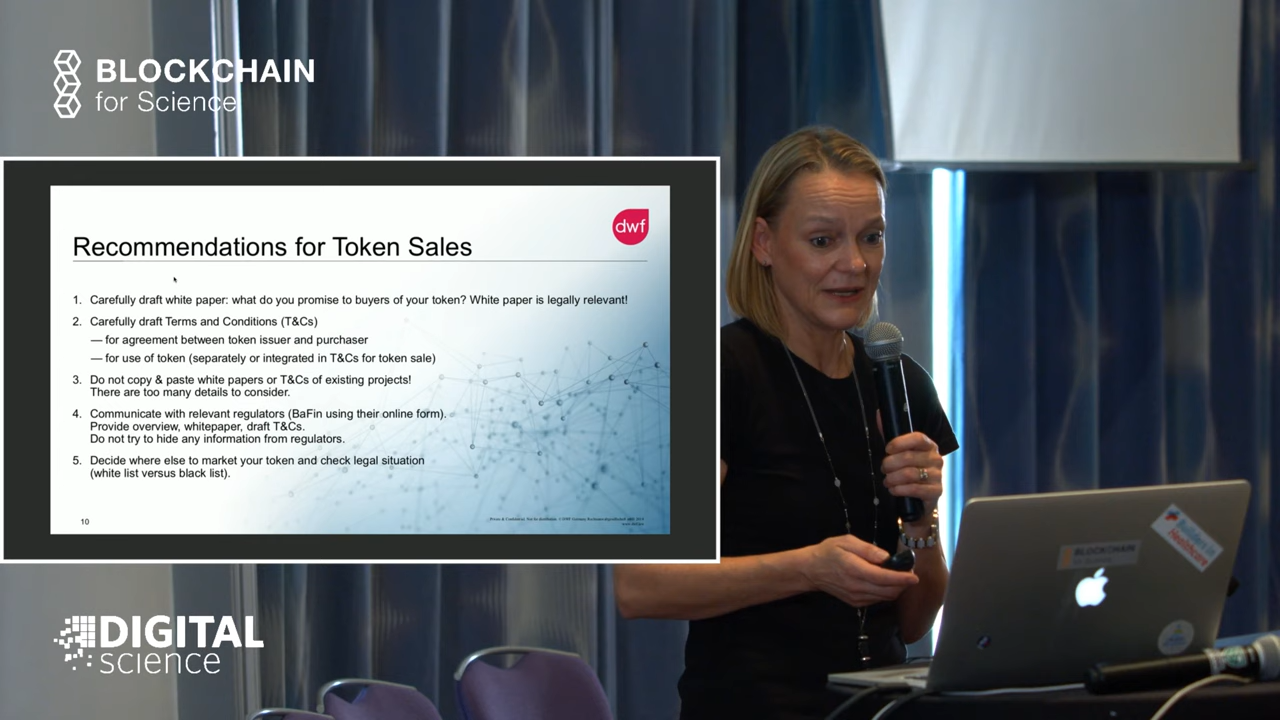 BLOCKCHAIN
for Science
dwf
Recommendations for Token Sales
1. Carefully draft white paper: what do you promise to buyers of your token? White paper is legally relevant!
2. Carefully draft Terms and Conditions (T&Cs)
— for agreement between token issuer and purchaser
— for use of token (separately or integrated in T&Cs for token sale)
3. Do not copy & paste white papers or T&Cs of existing projects!
There are too many details to consider.
4. Communicate with relevant regulators (BaFin using their online form).
Provide overview, whitepaper, draft T&Cs.
Do not try to hide any information from regulators.
5. Decide where else to market your token and check legal situation
(white list versus black list).
10
DIGITAL
science
BLOCKCHAIN
Healthcare